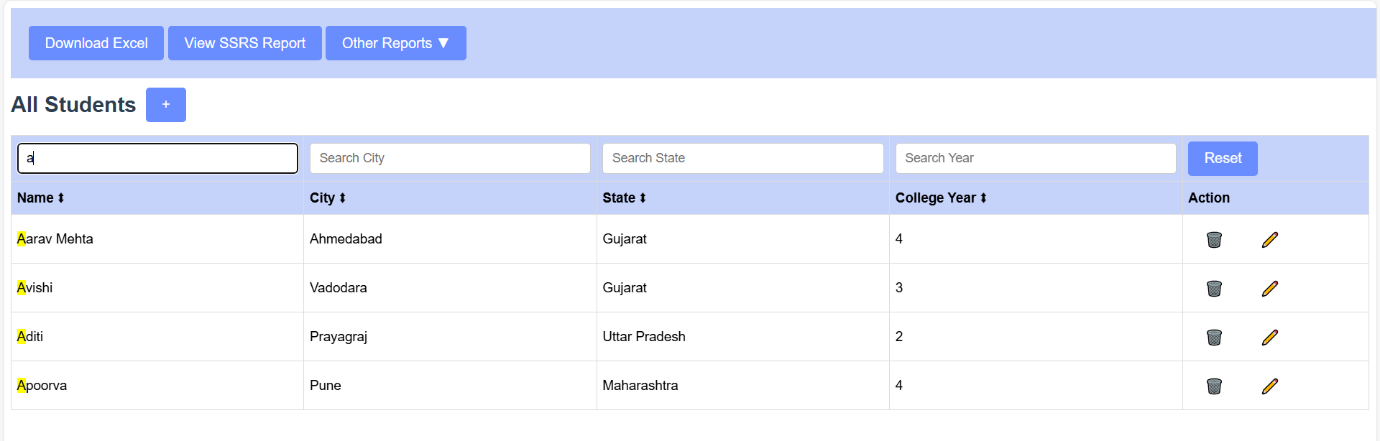 Download Excel View SSRS Report Other Reports ▼
All Students +
a Search City Search State Search Year Reset
Name ⬍ City ⬍ State ⬍ College Year ⬍ Action
Aarav Mehta Ahmedabad Gujarat 4
Avishi Vadodara Gujarat 3
Aditi Prayagraj Uttar Pradesh 2
Apoorva Pune Maharashtra 4